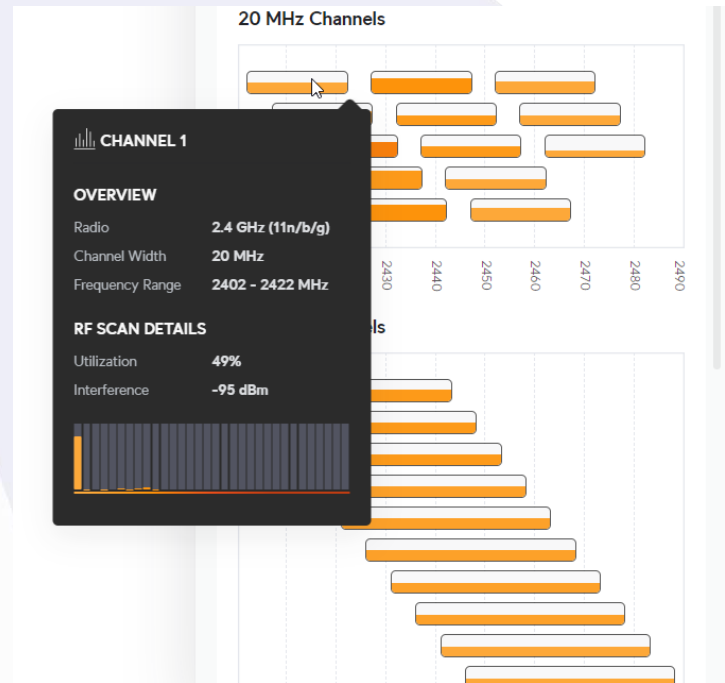 20 MHz Channels
CHANNEL 1
OVERVIEW
Radio 2.4 GHz (11n/b/g)
Channel Width 20 MHz
Frequency Range 2402 - 2422 MHz
RF SCAN DETAILS
Utilization 49%
Interference -95 dBm
2430 2440 2450 2460 2470 2480 2490
els